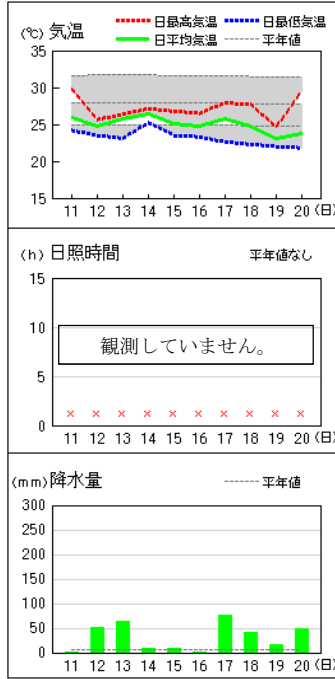 (℃) 気温
日最高気温 日最低気温
日平均気温 平年値
35
30
25
20
15
11 12 13 14 15 16 17 18 19 20 (日)
(h) 日照時間 平年値なし
15
10
観測していません。
5
0
11 12 13 14 15 16 17 18 19 20 (日)
(mm) 降水量 平年値
300
250
200
150
100
50
0
11 12 13 14 15 16 17 18 19 20 (日)